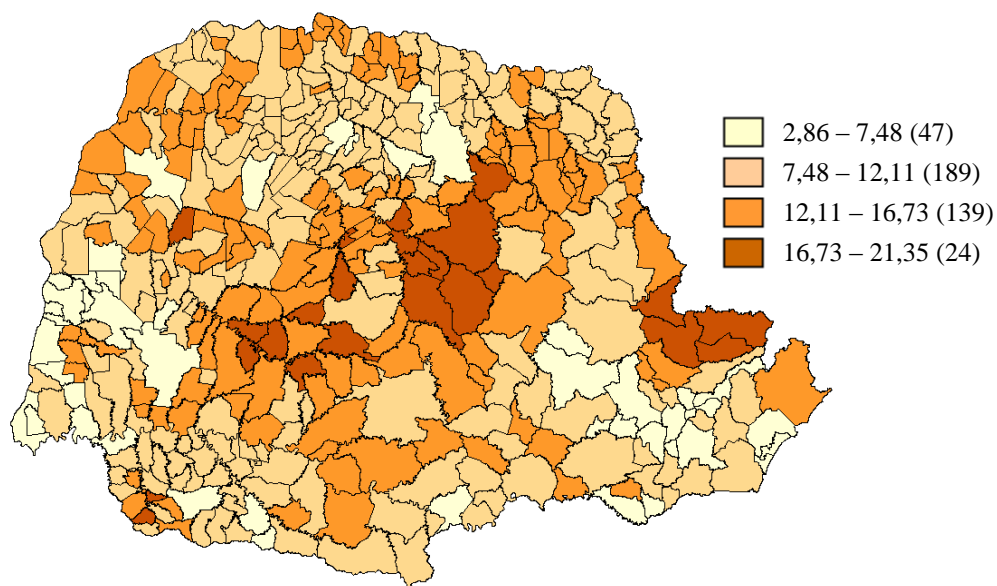 2,86 – 7,48 (47)
7,48 – 12,11 (189)
12,11 – 16,73 (139)
16,73 – 21,35 (24)